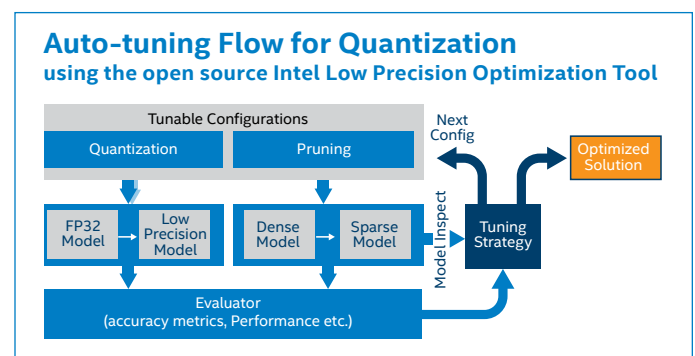 Auto-tuning Flow for Quantization
using the open source Intel Low Precision Optimization Tool
Tunable Configurations
Quantization
Pruning
Next
Config
Optimized
Solution
FP32
Model
Low
Precision
Model
Dense
Model
Sparse
Model
Model Inspect
Tuning
Strategy
Evaluator
(accuracy metrics, Performance etc.)